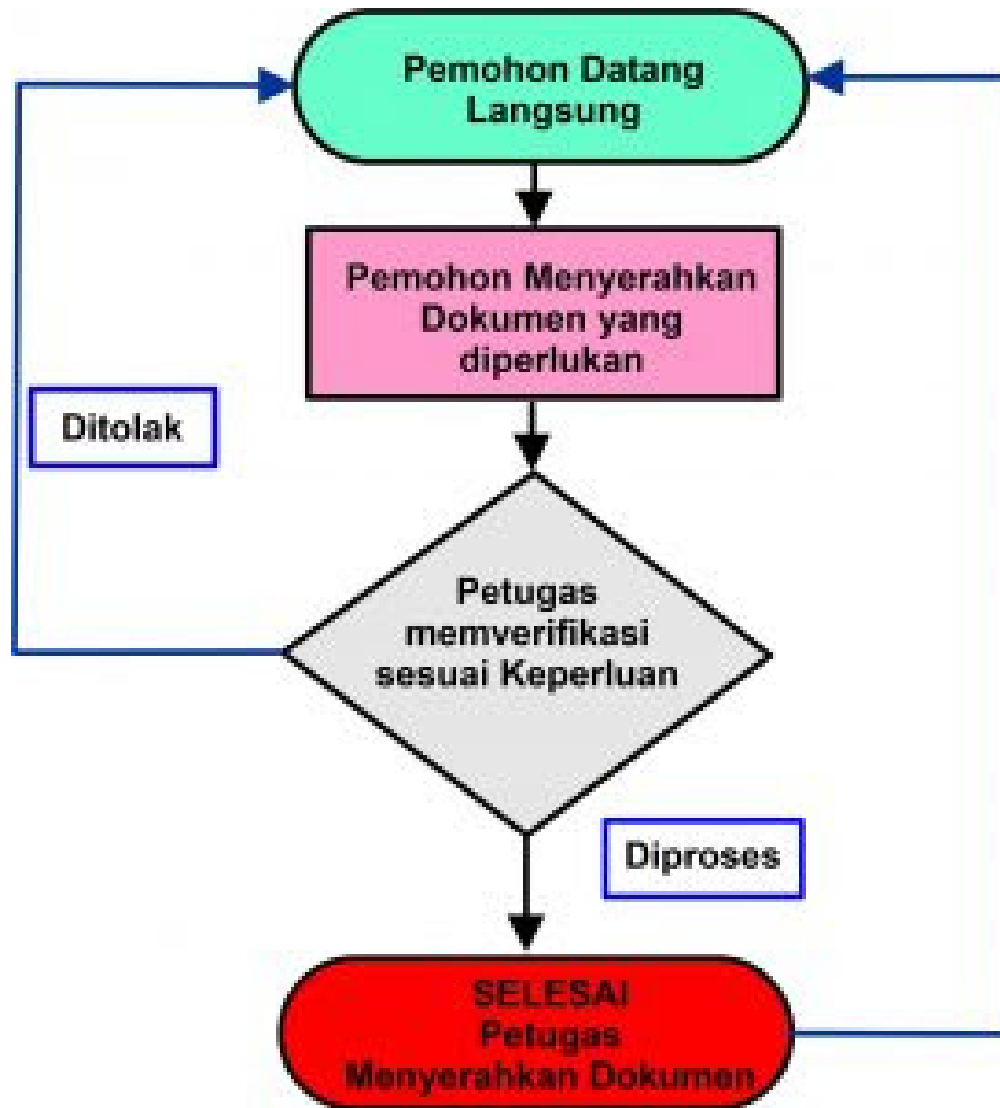 Pemohon Datang
Langsung
Pemohon Menyerahkan
Dokumen yang
diperlukan
Ditolak
Petugas
memverifikasi
sesuai Keperluan
Diproses
SELESAI
Petugas
Menyerahkan Dokumen